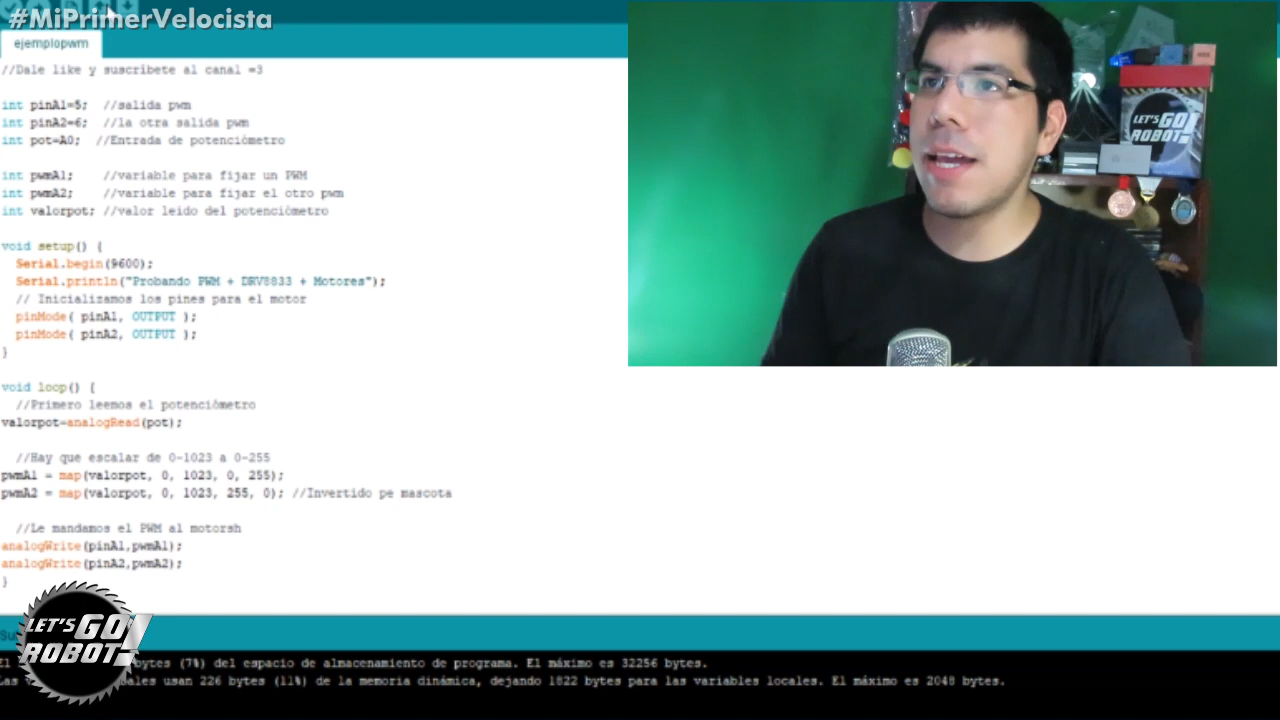 #MiPrimerVelocista
ejemplopwm
//Dale like y suscríbete al canal =3
int pinA1=5; //salida pwm
int pinA2=6; //la otra salida pwm
int pot=A0; //Entrada de potenciómetro
int pwmA1; //variable para fijar un PWM
int pwmA2; //variable para fijar el otro pwm
int valorpot; //valor leido del potenciómetro
void setup() {
Serial.begin(9600);
Serial.println("Probando PWM + DRV8833 + Motores");
// Inicializamos los pines para el motor
pinMode( pinA1, OUTPUT );
pinMode( pinA2, OUTPUT );
}
void loop() {
//Primero leemos el potenciómetro
valorpot=analogRead(pot);
//Hay que escalar de 0-1023 a 0-255
pwmA1 = map(valorpot, 0, 1023, 0, 255);
pwmA2 = map(valorpot, 0, 1023, 255, 0); //Invertido pe mascota
//Le mandamos el PWM al motorsh
analogWrite(pinA1,pwmA1);
analogWrite(pinA2,pwmA2);
}
LET'S GO!
ROBOT!
LET'S GO!
ROBOT!
El bytes (7%) del espacio de almacenamiento de programa. El máximo es 32256 bytes.
Las usan 226 bytes (11%) de la memoria dinámica, dejando 1822 bytes para las variables locales. El máximo es 2048 bytes.